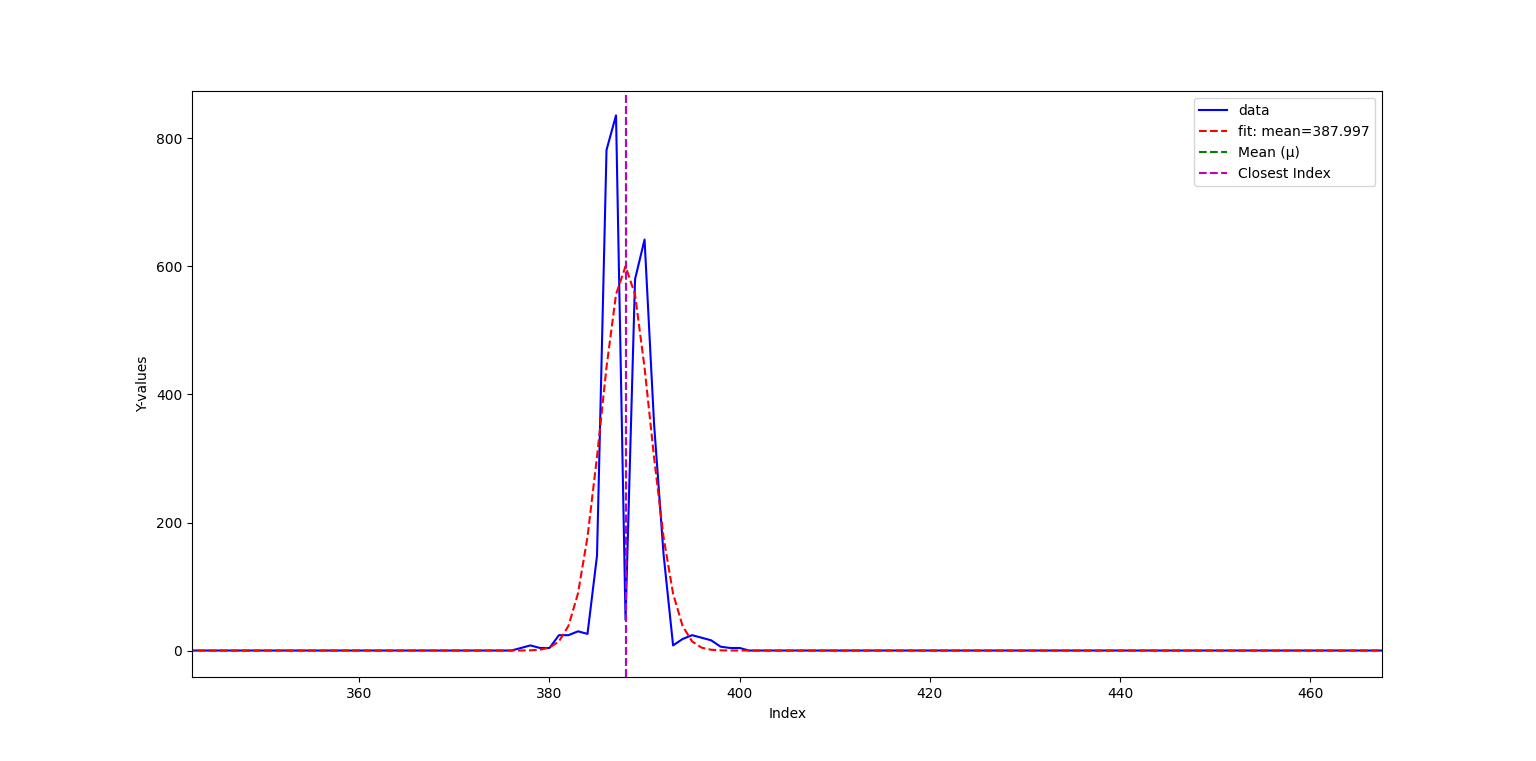 data
fit: mean=387.997
Mean (μ)
Closest Index
800
600
400
200
0
Y-values
360 380 400 420 440 460
Index